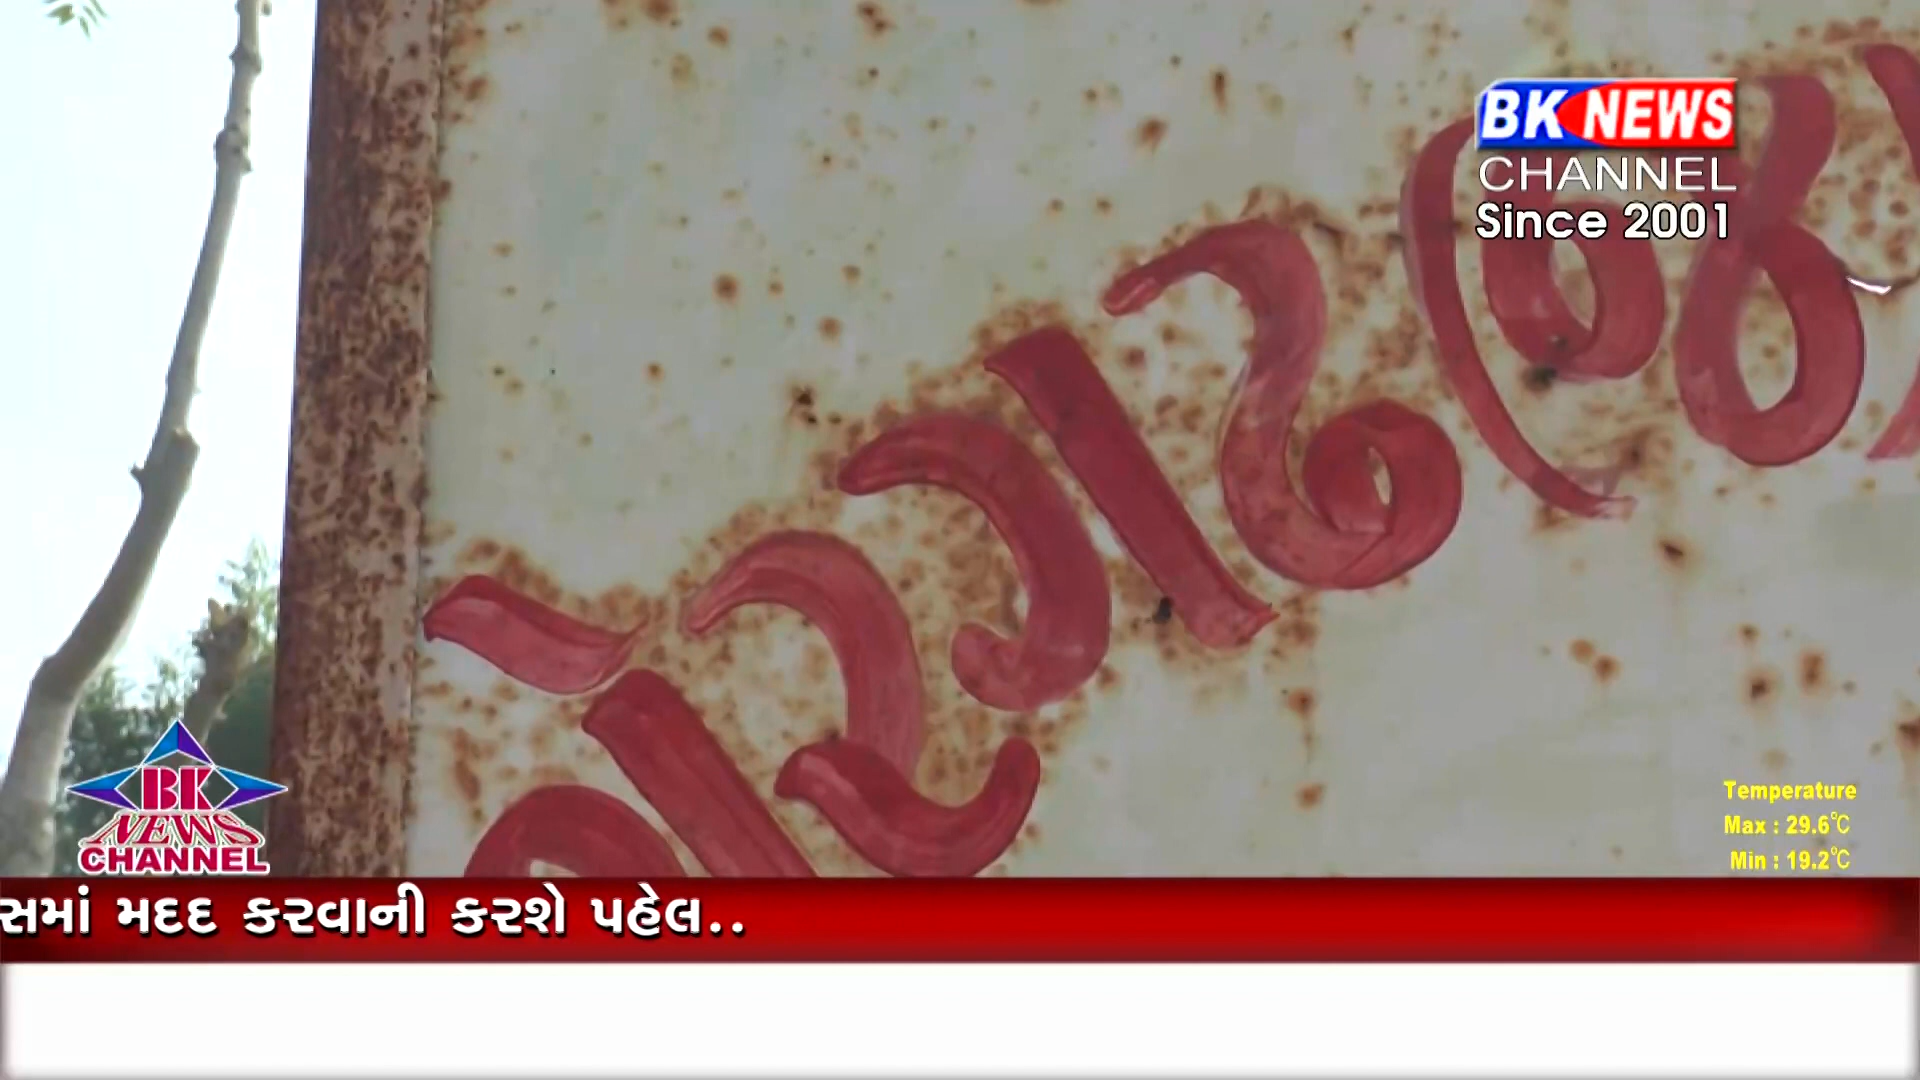 BK NEWS
CHANNEL
Since 2001
Temperature
Max : 29.6℃
Min : 19.2℃
BK
NEWS
CHANNEL
મદદ કરવાની કરશે પહેલ..